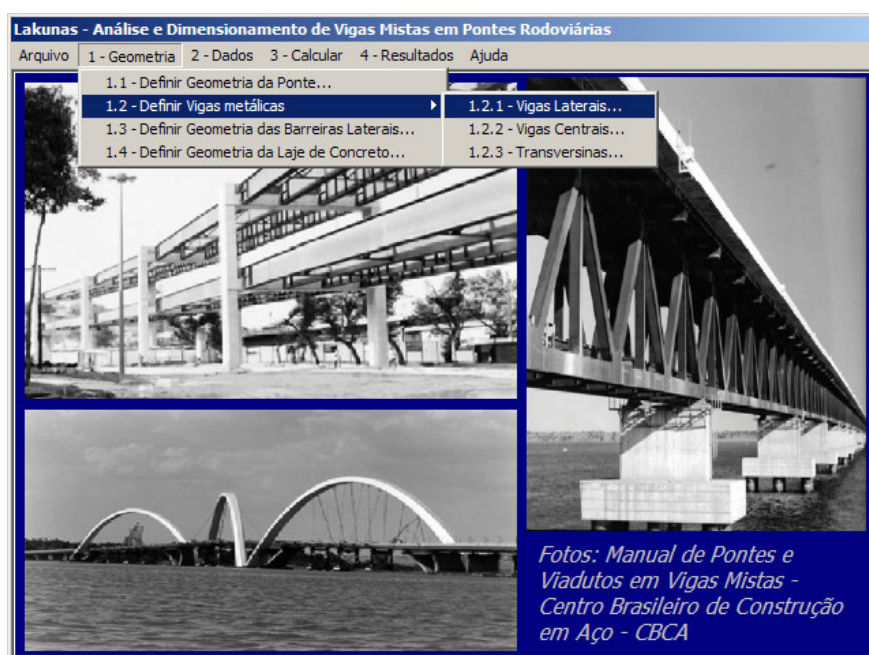 Lakunas - Análise e Dimensionamento de Vigas Mistas em Pontes Rodoviárias
Arquivo 1 - Geometria 2 - Dados 3 - Calcular 4 - Resultados Ajuda
1.1 - Definir Geometria da Ponte...
1.2 - Definir Vigas metálicas
1.3 - Definir Geometria das Barreiras Laterais...
1.4 - Definir Geometria da Laje de Concreto...
1.2.1 - Vigas Laterais...
1.2.2 - Vigas Centrais...
1.2.3 - Transversinas...
Fotos: Manual de Pontes e
Viadutos em Vigas Mistas -
Centro Brasileiro de Construção
em Aço - CBCA